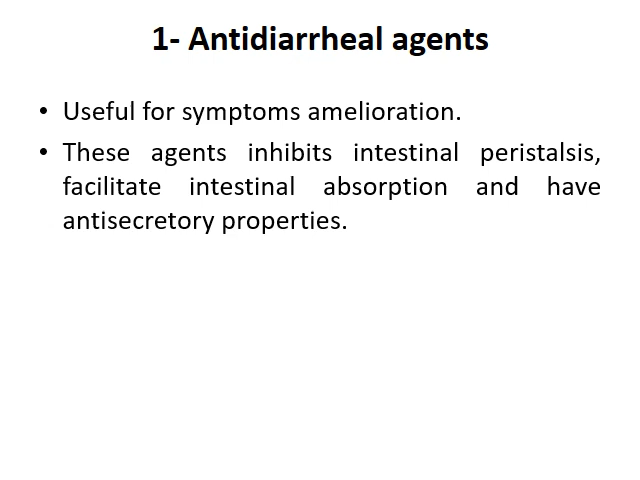 1- Antidiarrheal agents
• Useful for symptoms amelioration.
• These agents inhibits intestinal peristalsis,
facilitate intestinal absorption and have
antisecretory properties.